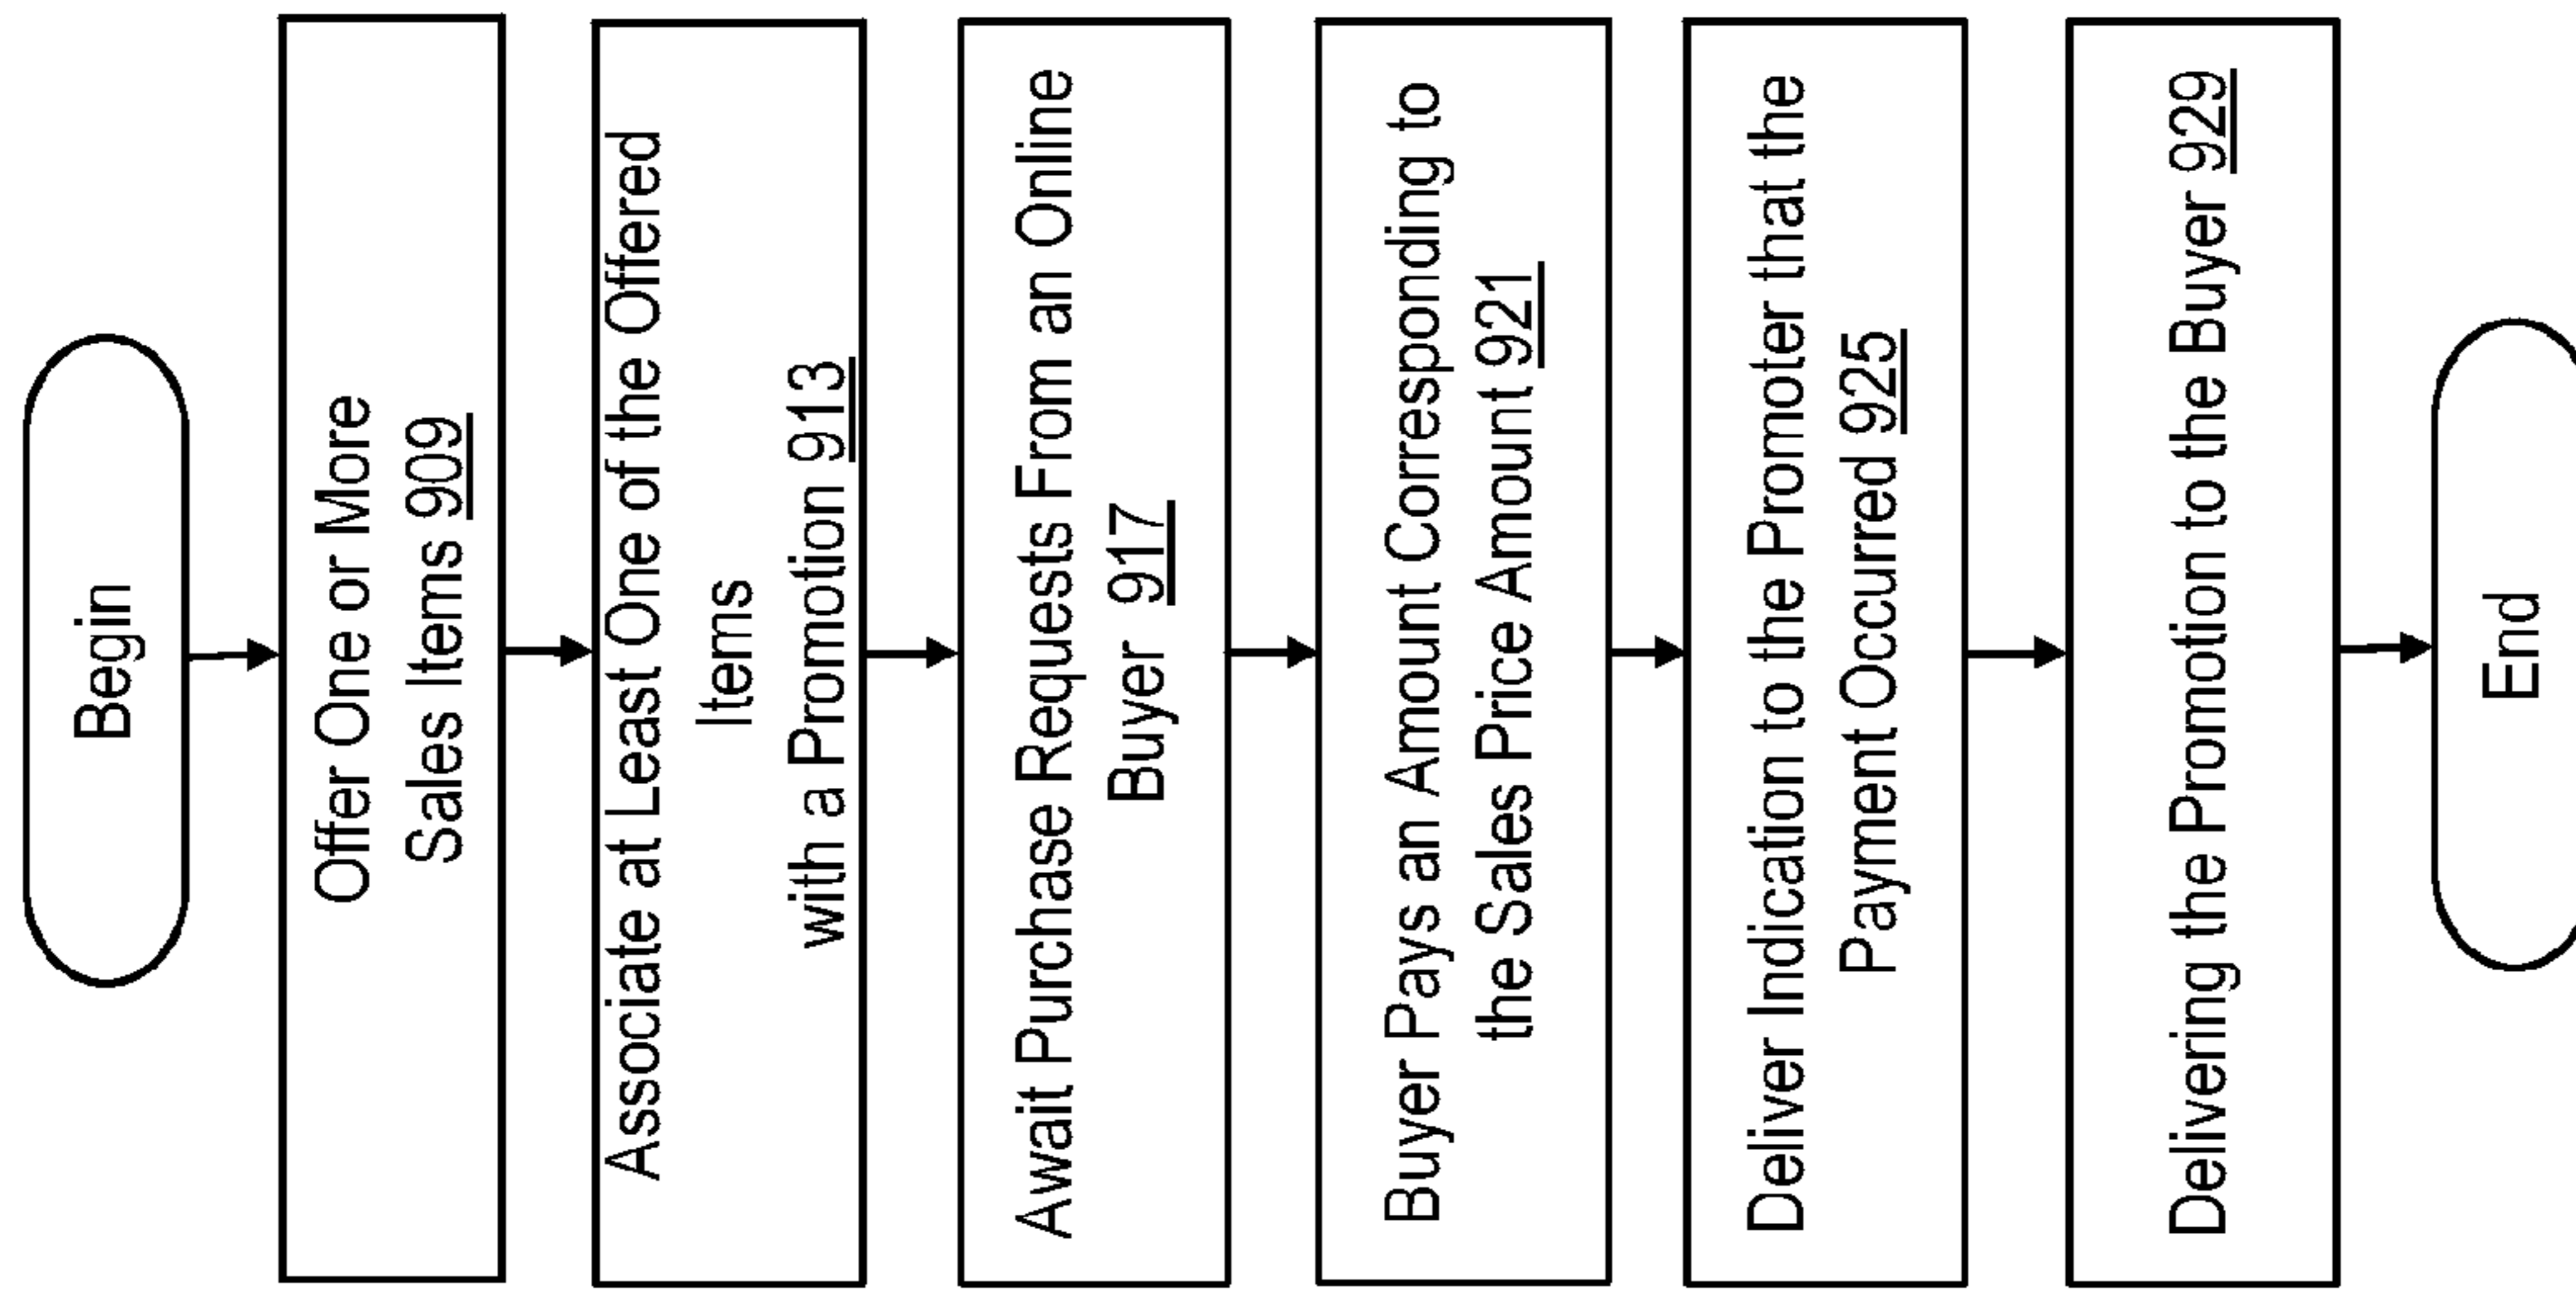 Begin
Offer One or More
Sales Items 909
Associate at Least One of the Offered
Items
with a Promotion 913
Await Purchase Requests From an Online
Buyer 917
Buyer Pays an Amount Corresponding to
the Sales Price Amount 921
Deliver Indication to the Promoter that the
Payment Occurred 925
Delivering the Promotion to the Buyer 929
End